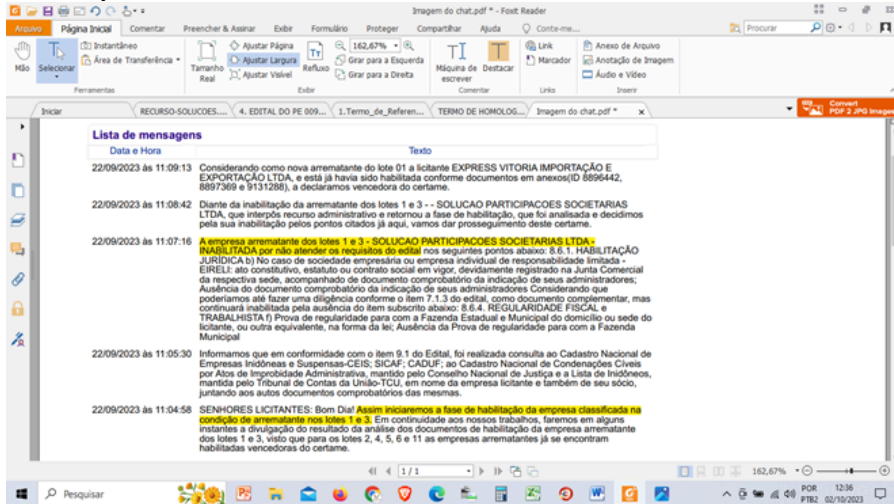 Imagem do chat.pdf * - Foxit Reader
Arquivo Página Inicial Comentar Preencher & Assinar Exibir Formulário Proteger Compartilhar Ajuda Conte-me... Procurar
Mão
Selecionar
Instantâneo
Área de Transferência
Ferramentas
Tamanho Real
Ajustar Página
Ajustar Largura
Ajustar Visível
Refluxo
162,67%
Girar para a Esquerda
Girar para a Direita
Exibir
Máquina de escrever
Destacar
Comentar
Link
Marcador
Links
Anexo de Arquivo
Anotação de Imagem
Áudio e Vídeo
Inserir
Iniciar RECURSO-SOLUCOES.... 4. EDITAL DO PE 009... 1.Termo_de_Referen... TERMO DE HOMOLOG... Imagem do chat.pdf * x
Convert
PDF 2 JPG Images
Lista de mensagens
Data e Hora Texto
22/09/2023 às 11:09:13 Considerando como nova arrematante do lote 01 a licitante EXPRESS VITORIA IMPORTAÇÃO E
EXPORTAÇÃO LTDA, e está já havia sido habilitada conforme documentos em anexos(ID 8896442,
8897369 e 9131288), a declaramos vencedora do certame.
22/09/2023 às 11:08:42 Diante da inabilitação da arrematante dos lotes 1 e 3 - - SOLUCAO PARTICIPACOES SOCIETARIAS
LTDA, que interpôs recurso administrativo e retornou a fase de habilitação, que foi analisada e decidimos
pela sua inabilitação pelos pontos citados já aqui, vamos dar prosseguimento deste certame.
22/09/2023 às 11:07:16 A empresa arrematante dos lotes 1 e 3 - SOLUCAO PARTICIPACOES SOCIETARIAS LTDA -
INABILITADA por não atender os requisitos do edital nos seguintes pontos abaixo: 8.6.1. HABILITAÇÃO
JURÍDICA b) No caso de sociedade empresária ou empresa individual de responsabilidade limitada -
EIRELI: ato constitutivo, estatuto ou contrato social em vigor, devidamente registrado na Junta Comercial
da respectiva sede, acompanhado de documento comprobatório da indicação de seus administradores;
Ausência do documento comprobatório da indicação de seus administradores Considerando que
poderíamos até fazer uma diligência conforme o item 7.1.3 do edital, como documento complementar, mas
continuará inabilitada pela ausência do item subscrito abaixo: 8.6.4. REGULARIDADE FISCAL e
TRABALHISTA f) Prova de regularidade para com a Fazenda Estadual e Municipal do domicílio ou sede do
licitante, ou outra equivalente, na forma da lei; Ausência da Prova de regularidade para com a Fazenda
Municipal
22/09/2023 às 11:05:30 Informamos que em conformidade com o item 9.1 do Edital, foi realizada consulta ao Cadastro Nacional de
Empresas Inidôneas e Suspensas-CEIS; SICAF; CADUF; ao Cadastro Nacional de Condenações Cíveis
por Atos de Improbidade Administrativa, mantido pelo Conselho Nacional de Justiça e a Lista de Inidôneos,
mantida pelo Tribunal de Contas da União-TCU, em nome da empresa licitante e também de seu sócio,
juntando aos autos documentos comprobatórios das mesmas.
22/09/2023 às 11:04:58 SENHORES LICITANTES: Bom Dia! Assim iniciaremos a fase de habilitação da empresa classificada na
condição de arrematante nos lotes 1 e 3. Em continuidade aos nossos trabalhos, faremos em alguns
instantes a divulgação do resultado da análise dos documentos de habilitação da empresa arrematante
dos lotes 1 e 3, visto que para os lotes 2, 4, 5, 6 e 11 as empresas arrematantes já se encontram
habilitadas vencedoras do certame.
1 / 1
162,67%
Pesquisar
POR
PTB2
12:36
02/10/2023